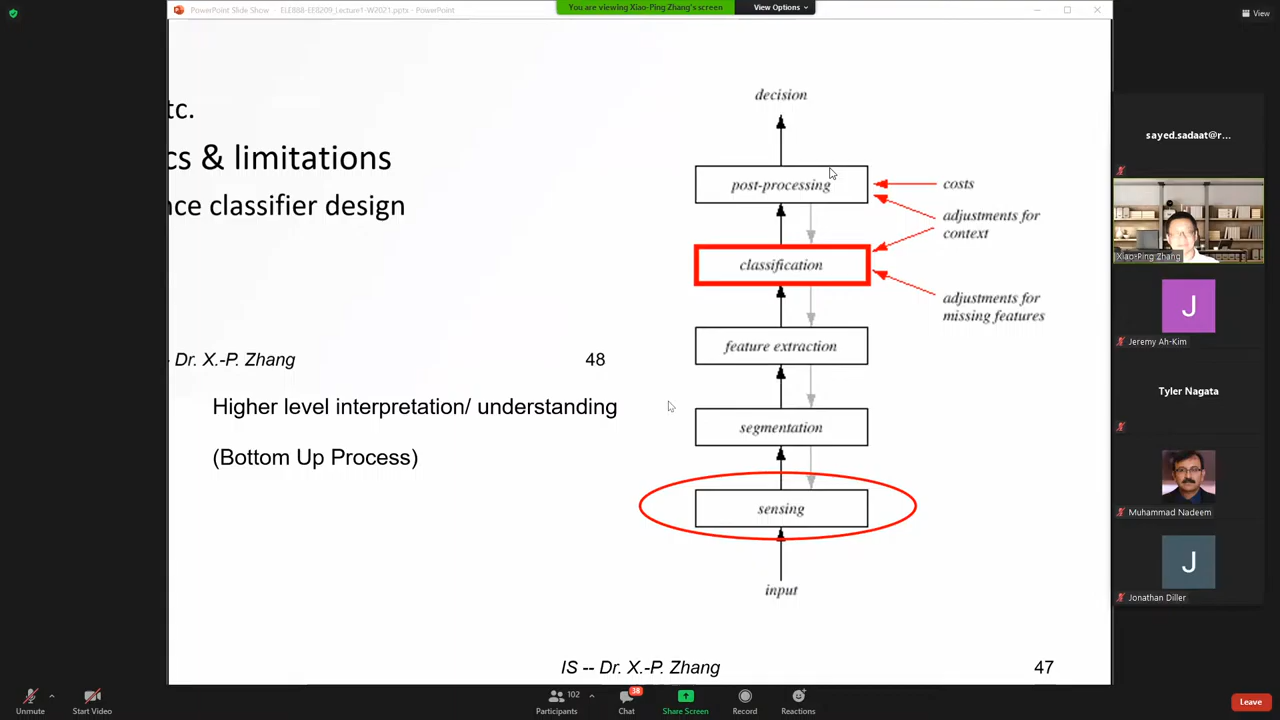 PowerPoint Slide Show - ELE888-EE8209_Lecture1-W2021.pptx - PowerPoint
You are viewing Xiao-Ping Zhang's screen
View Options
View
tc.
cs & limitations
nce classifier design
-- Dr. X.-P. Zhang
48
Higher level interpretation/ understanding
(Bottom Up Process)
decision
post-processing
costs
adjustments for
context
classification
adjustments for
missing features
feature extraction
segmentation
sensing
input
IS -- Dr. X.-P. Zhang
47
sayed.sadaat@r...
Xiao-Ping Zhang
J
Jeremy Ah-Kim
Tyler Nagata
Muhammad Nadeem
J
Jonathan Diller
Unmute
Start Video
102
Participants
38
Chat
Share Screen
Record
Reactions
Leave